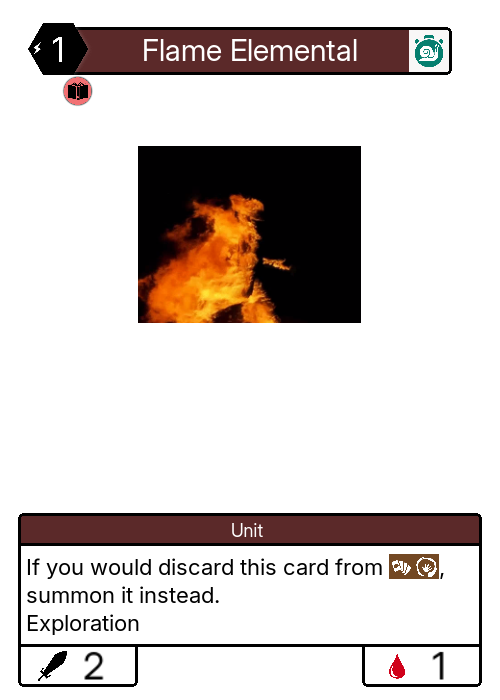 1
Flame Elemental
Unit
If you would discard this card from ,
summon it instead.
Exploration
2
1